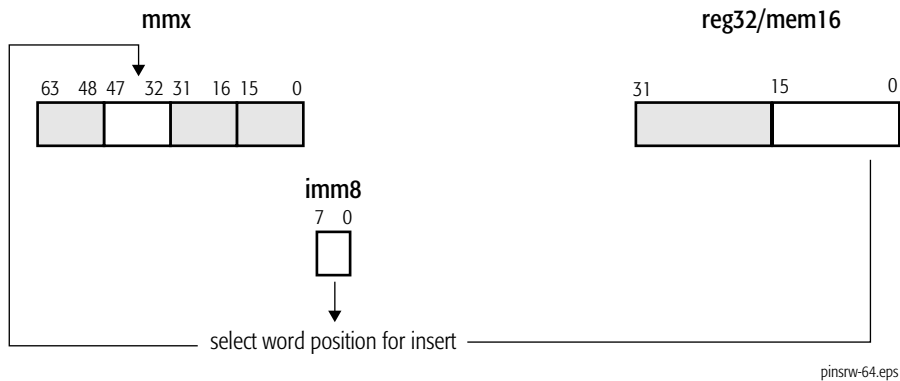 mmx reg32/mem16
63 48 47 32 31 16 15 0
31 15 0
imm8
7 0
select word position for insert
pinsrw-64.eps